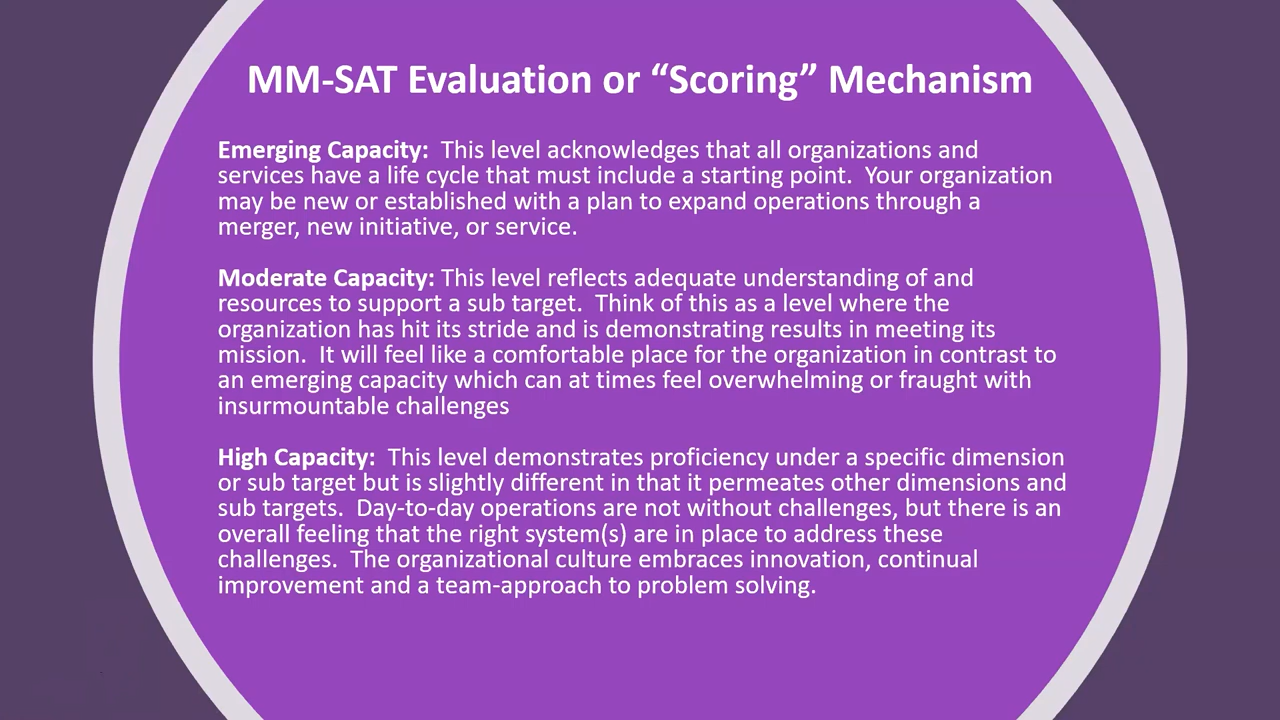 MM-SAT Evaluation or “Scoring” Mechanism
Emerging Capacity:  This level acknowledges that all organizations and
services have a life cycle that must include a starting point.  Your organization
may be new or established with a plan to expand operations through a
merger, new initiative, or service.
Moderate Capacity: This level reflects adequate understanding of and
resources to support a sub target.  Think of this as a level where the
organization has hit its stride and is demonstrating results in meeting its
mission.  It will feel like a comfortable place for the organization in contrast to
an emerging capacity which can at times feel overwhelming or fraught with
insurmountable challenges
High Capacity:  This level demonstrates proficiency under a specific dimension
or sub target but is slightly different in that it permeates other dimensions and
sub targets.  Day-to-day operations are not without challenges, but there is an
overall feeling that the right system(s) are in place to address these
challenges.  The organizational culture embraces innovation, continual
improvement and a team-approach to problem solving.